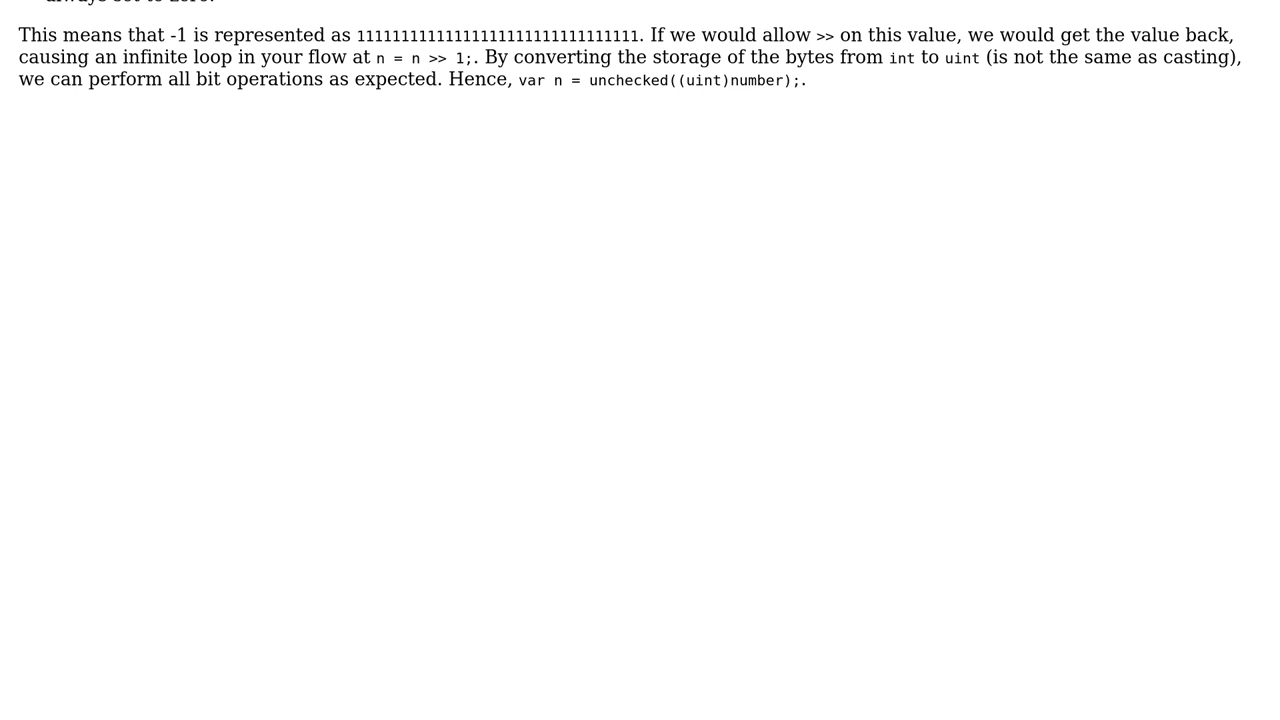 This means that -1 is represented as 11111111111111111111111111111111. If we would allow >> on this value, we would get the value back,
causing an infinite loop in your flow at n = n >> 1;. By converting the storage of the bytes from int to uint (is not the same as casting),
we can perform all bit operations as expected. Hence, var n = unchecked((uint)number);.